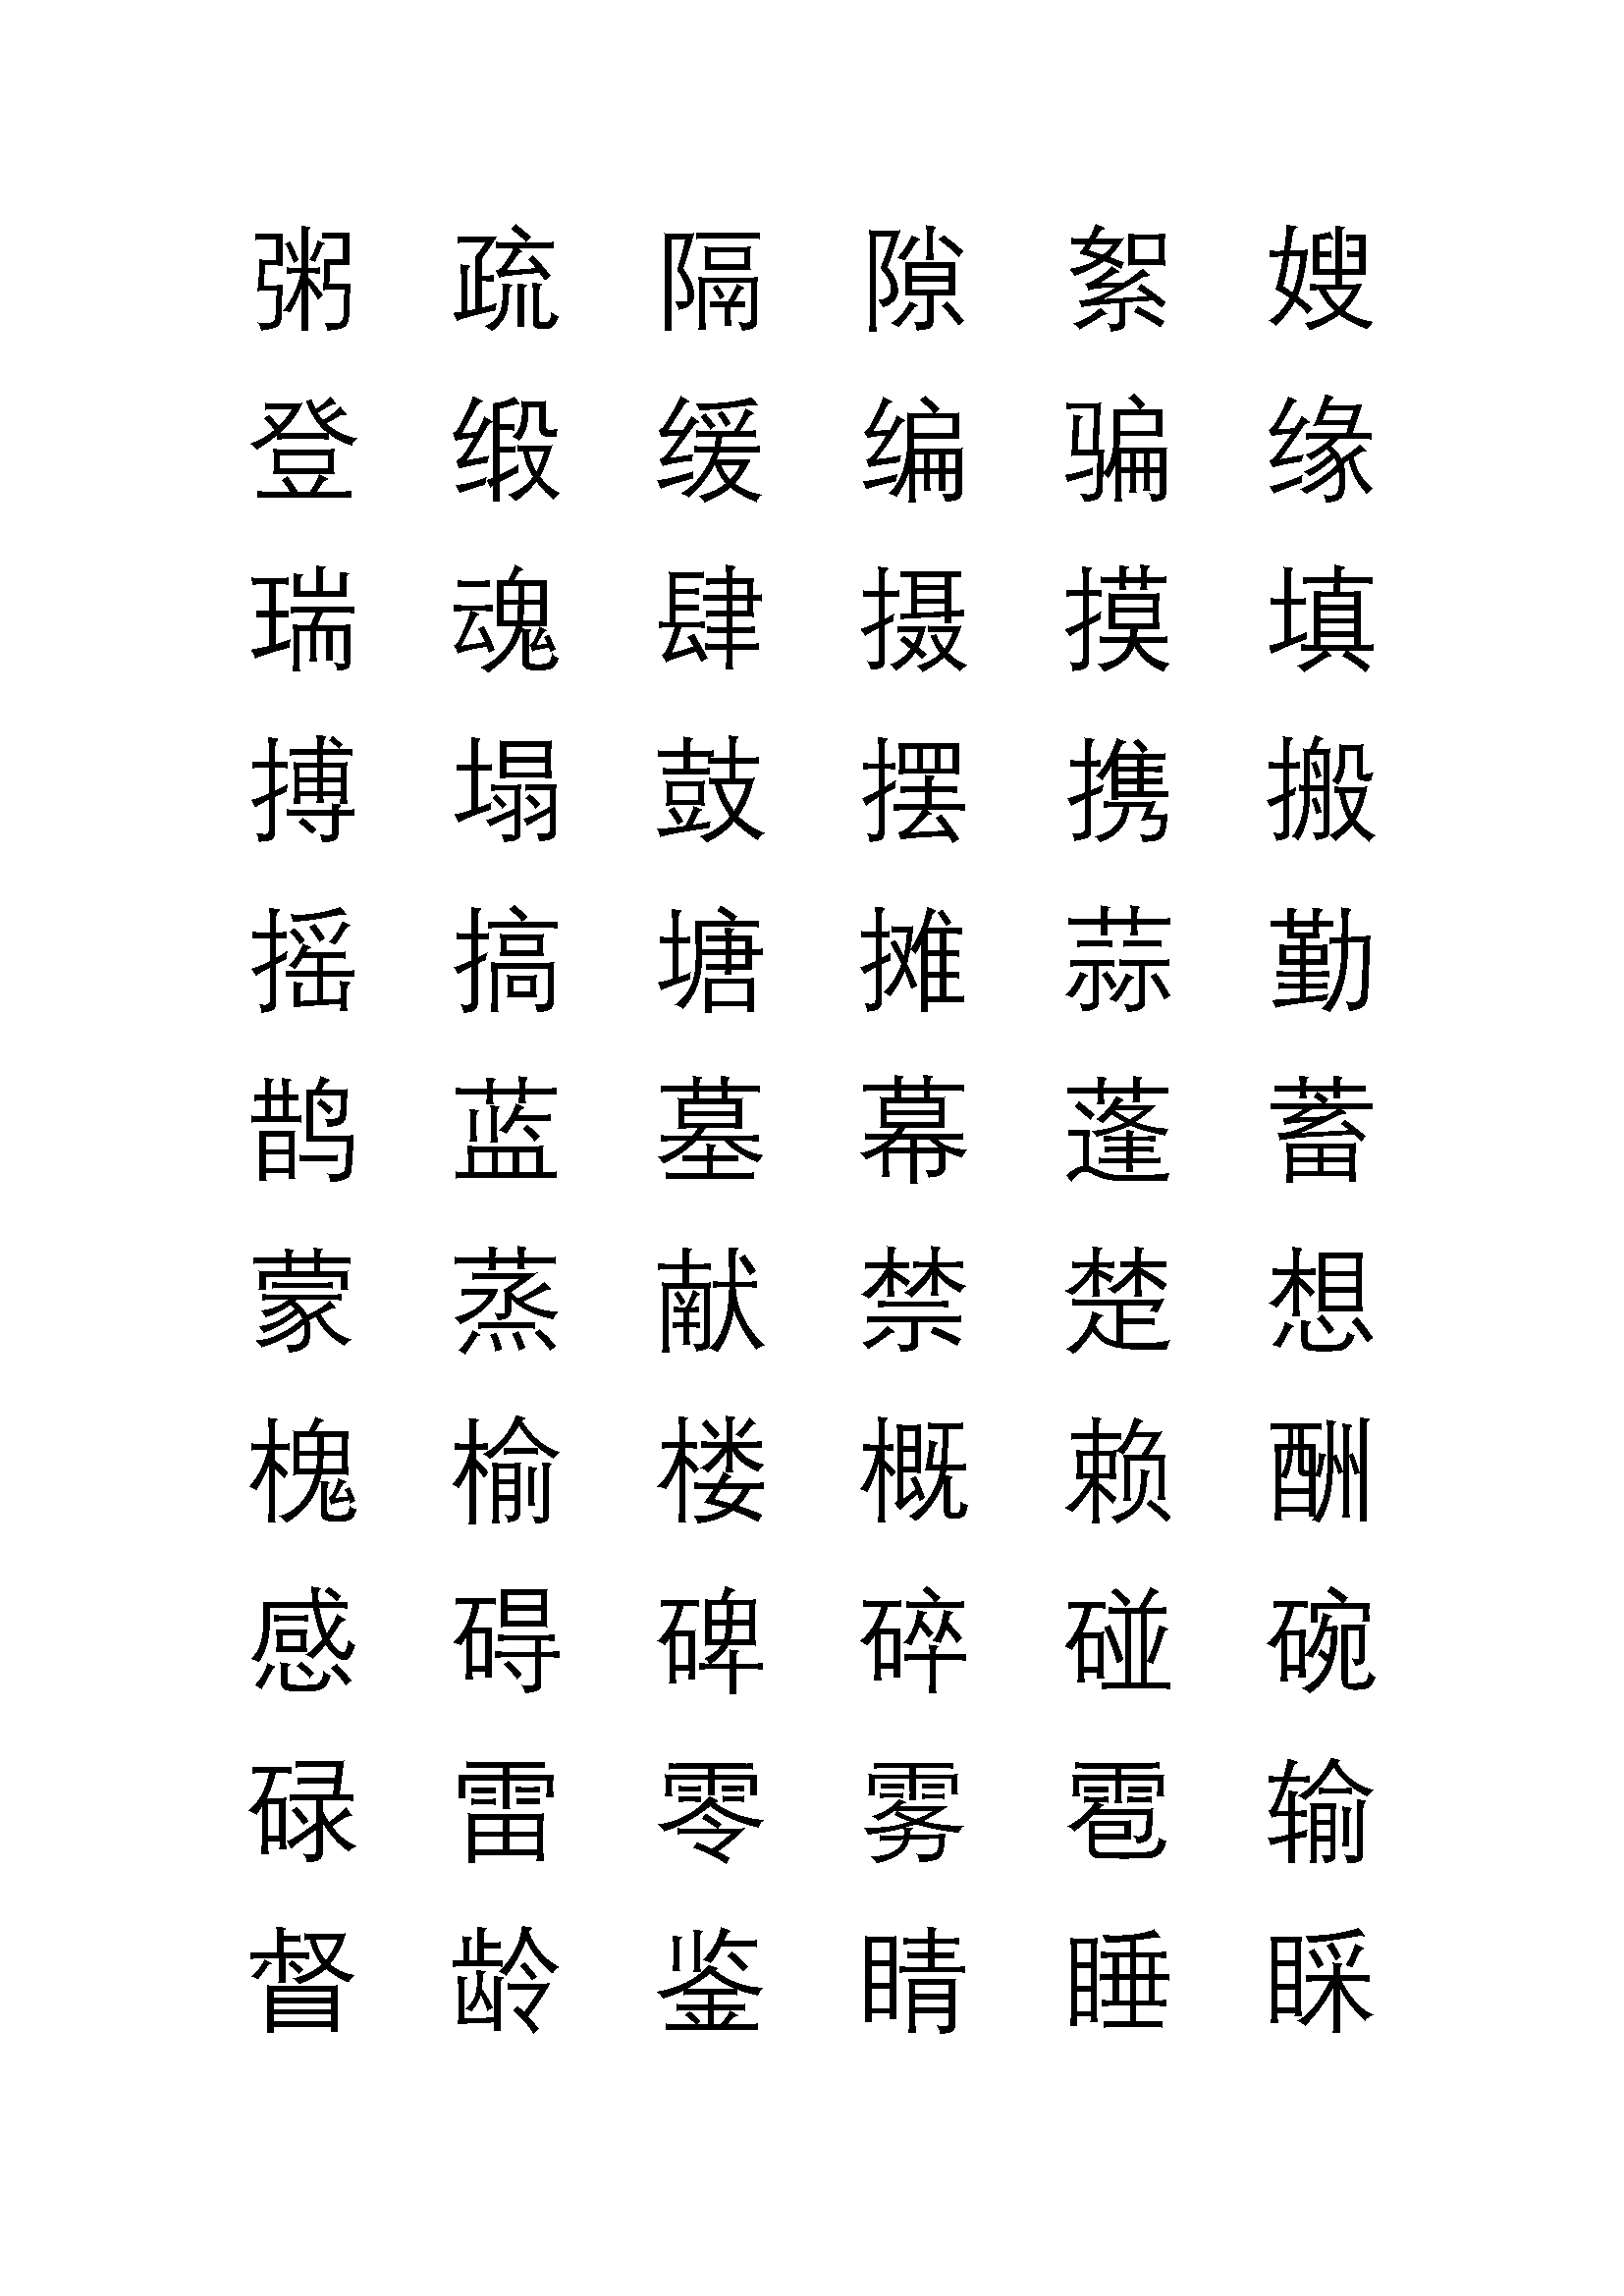 粥 疏 隔 隙 絮 嫂
登 缎 缓 编 骗 缘
瑞 魂 肆 摄 摸 填
搏 塌 鼓 摆 携 搬
摇 搞 塘 摊 蒜 勤
鹊 蓝 墓 幕 蓬 蓄
蒙 蒸 献 禁 楚 想
槐 榆 楼 概 赖 酬
感 碍 碑 碎 碰 碗
碌 雷 零 雾 雹 输
督 龄 鉴 睛 睡 睬